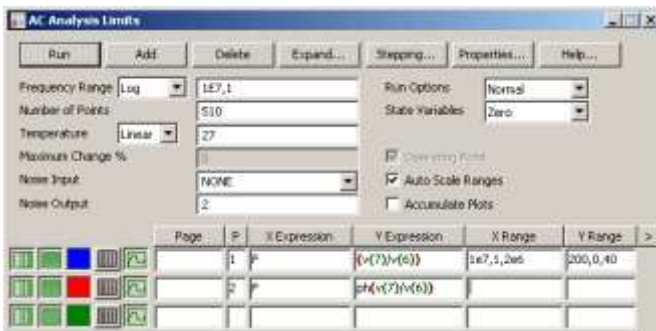 AC Analysis Limits
Run Add Delete Expand... Stepping... Properties... Help...
Frequency Range Log 1E7,1 Run Options Normal
Number of Points 510 State Variables Zero
Temperature Linear 27
Maximum Change % Operating Point
Noise Input NONE Auto Scale Ranges
Noise Output 2 Accumulate Plots
Page P X Expression Y Expression X Range Y Range >
1 F (v(7)/v(6)) 1e7,1,2e6 200,0,40
2 F ph(v(7)/v(6))